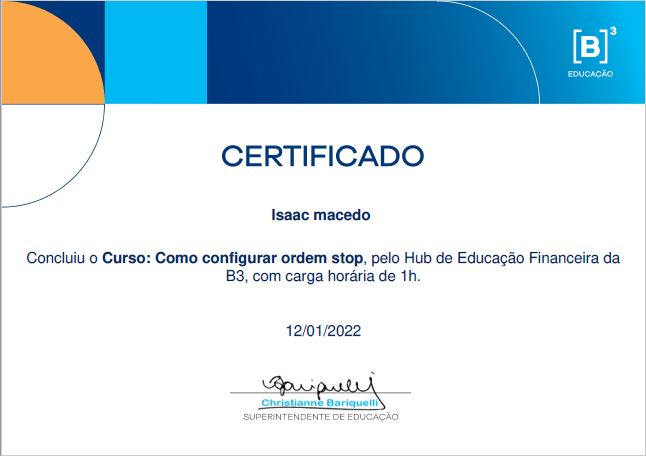 [B]³
EDUCAÇÃO
CERTIFICADO
Isaac macedo
Concluiu o Curso: Como configurar ordem stop, pelo Hub de Educação Financeira da
B3, com carga horária de 1h.
12/01/2022
Bariquelli
Christianne Bariquelli
SUPERINTENDENTE DE EDUCAÇÃO